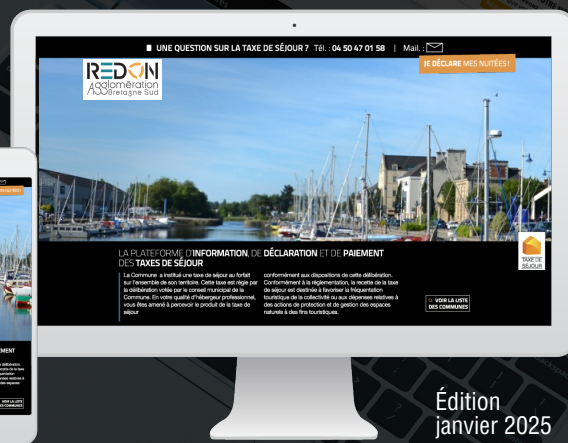 UNE QUESTION SUR LA TAXE DE SÉJOUR ? Tél. : 04 50 47 01 58 | Mail. :
JE DÉCLARE MES NUITÉES !
REDON
Agglomération
Bretagne Sud
LA PLATEFORME D'INFORMATION, DE DÉCLARATION ET DE PAIEMENT
DES TAXES DE SÉJOUR
La Commune a institué une taxe de séjour au forfait
sur l'ensemble de son territoire. Cette taxe est régie par
la délibération votée par le conseil municipal de la
Commune. En votre qualité d'hébergeur professionnel,
vous êtes amené à percevoir le produit de la taxe de
séjour
conformément aux dispositions de cette délibération.
Conformément à la réglementation, la recette de la taxe
de séjour est destinée à favoriser la fréquentation
touristique de la collectivité ou aux dépenses relatives à
des actions de protection et de gestion des espaces
naturels à des fins touristiques.
VOIR LA LISTE
DES COMMUNES
TAXE DE
SÉJOUR
VOIR LA LISTE
DES COMMUNES
Édition
janvier 2025